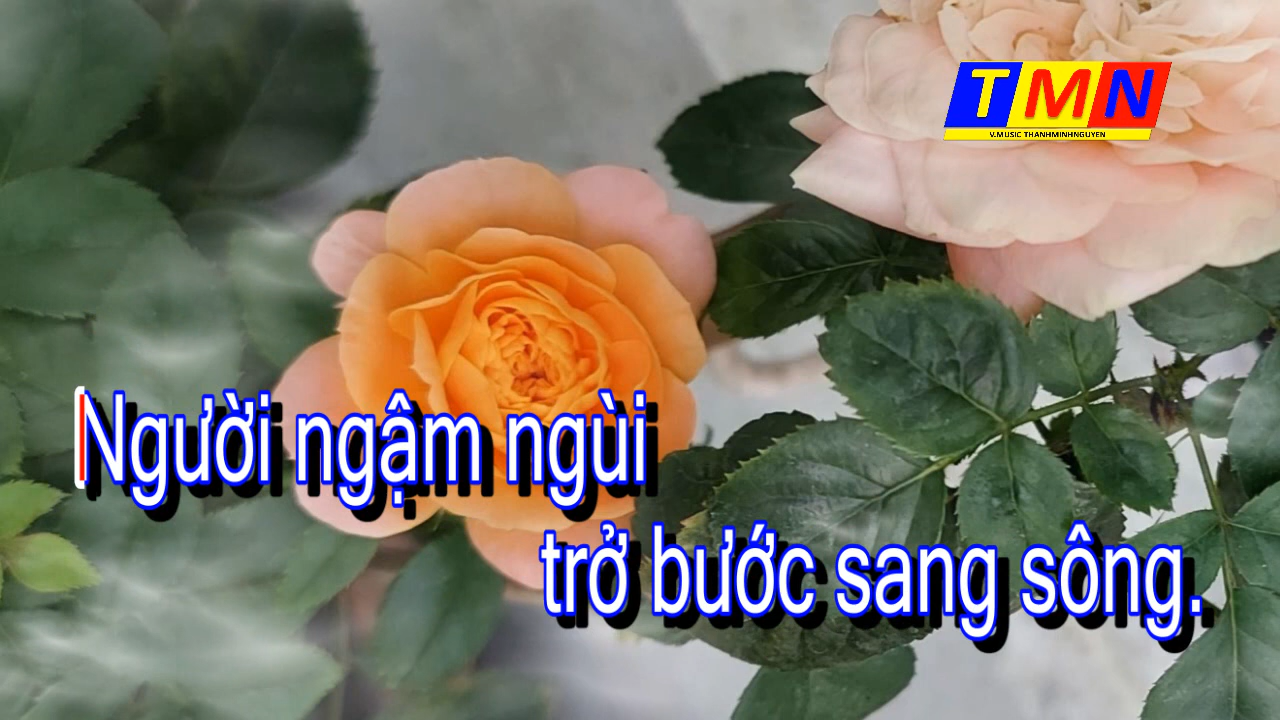 TMN
V.MUSIC THANHMINHNGUYEN
Người ngậm ngùi
trở bước sang sông.